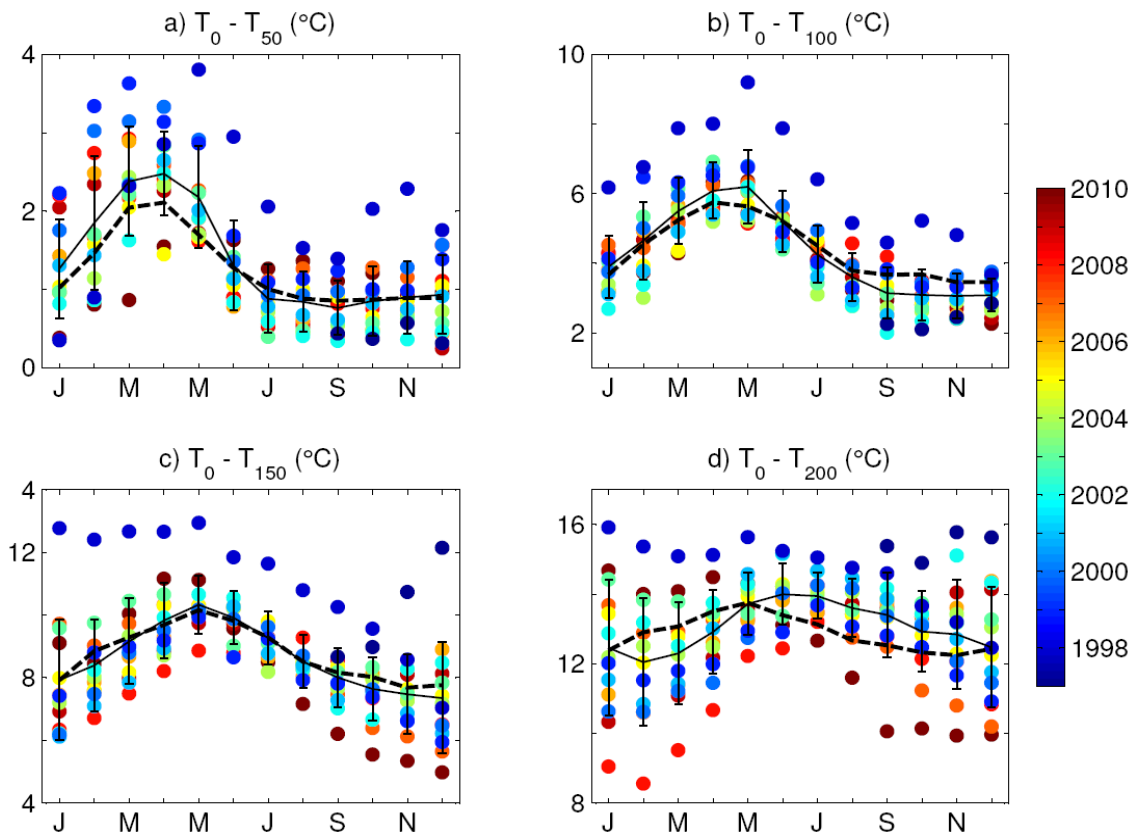 a) T0 - T50 (°C)
4
2
0
J M M J S N
b) T0 - T100 (°C)
10
6
2
J M M J S N
c) T0 - T150 (°C)
4
12
8
4
J M M J S N
d) T0 - T200 (°C)
16
12
8
J M M J S N
2010
2008
2006
2004
2002
2000
1998